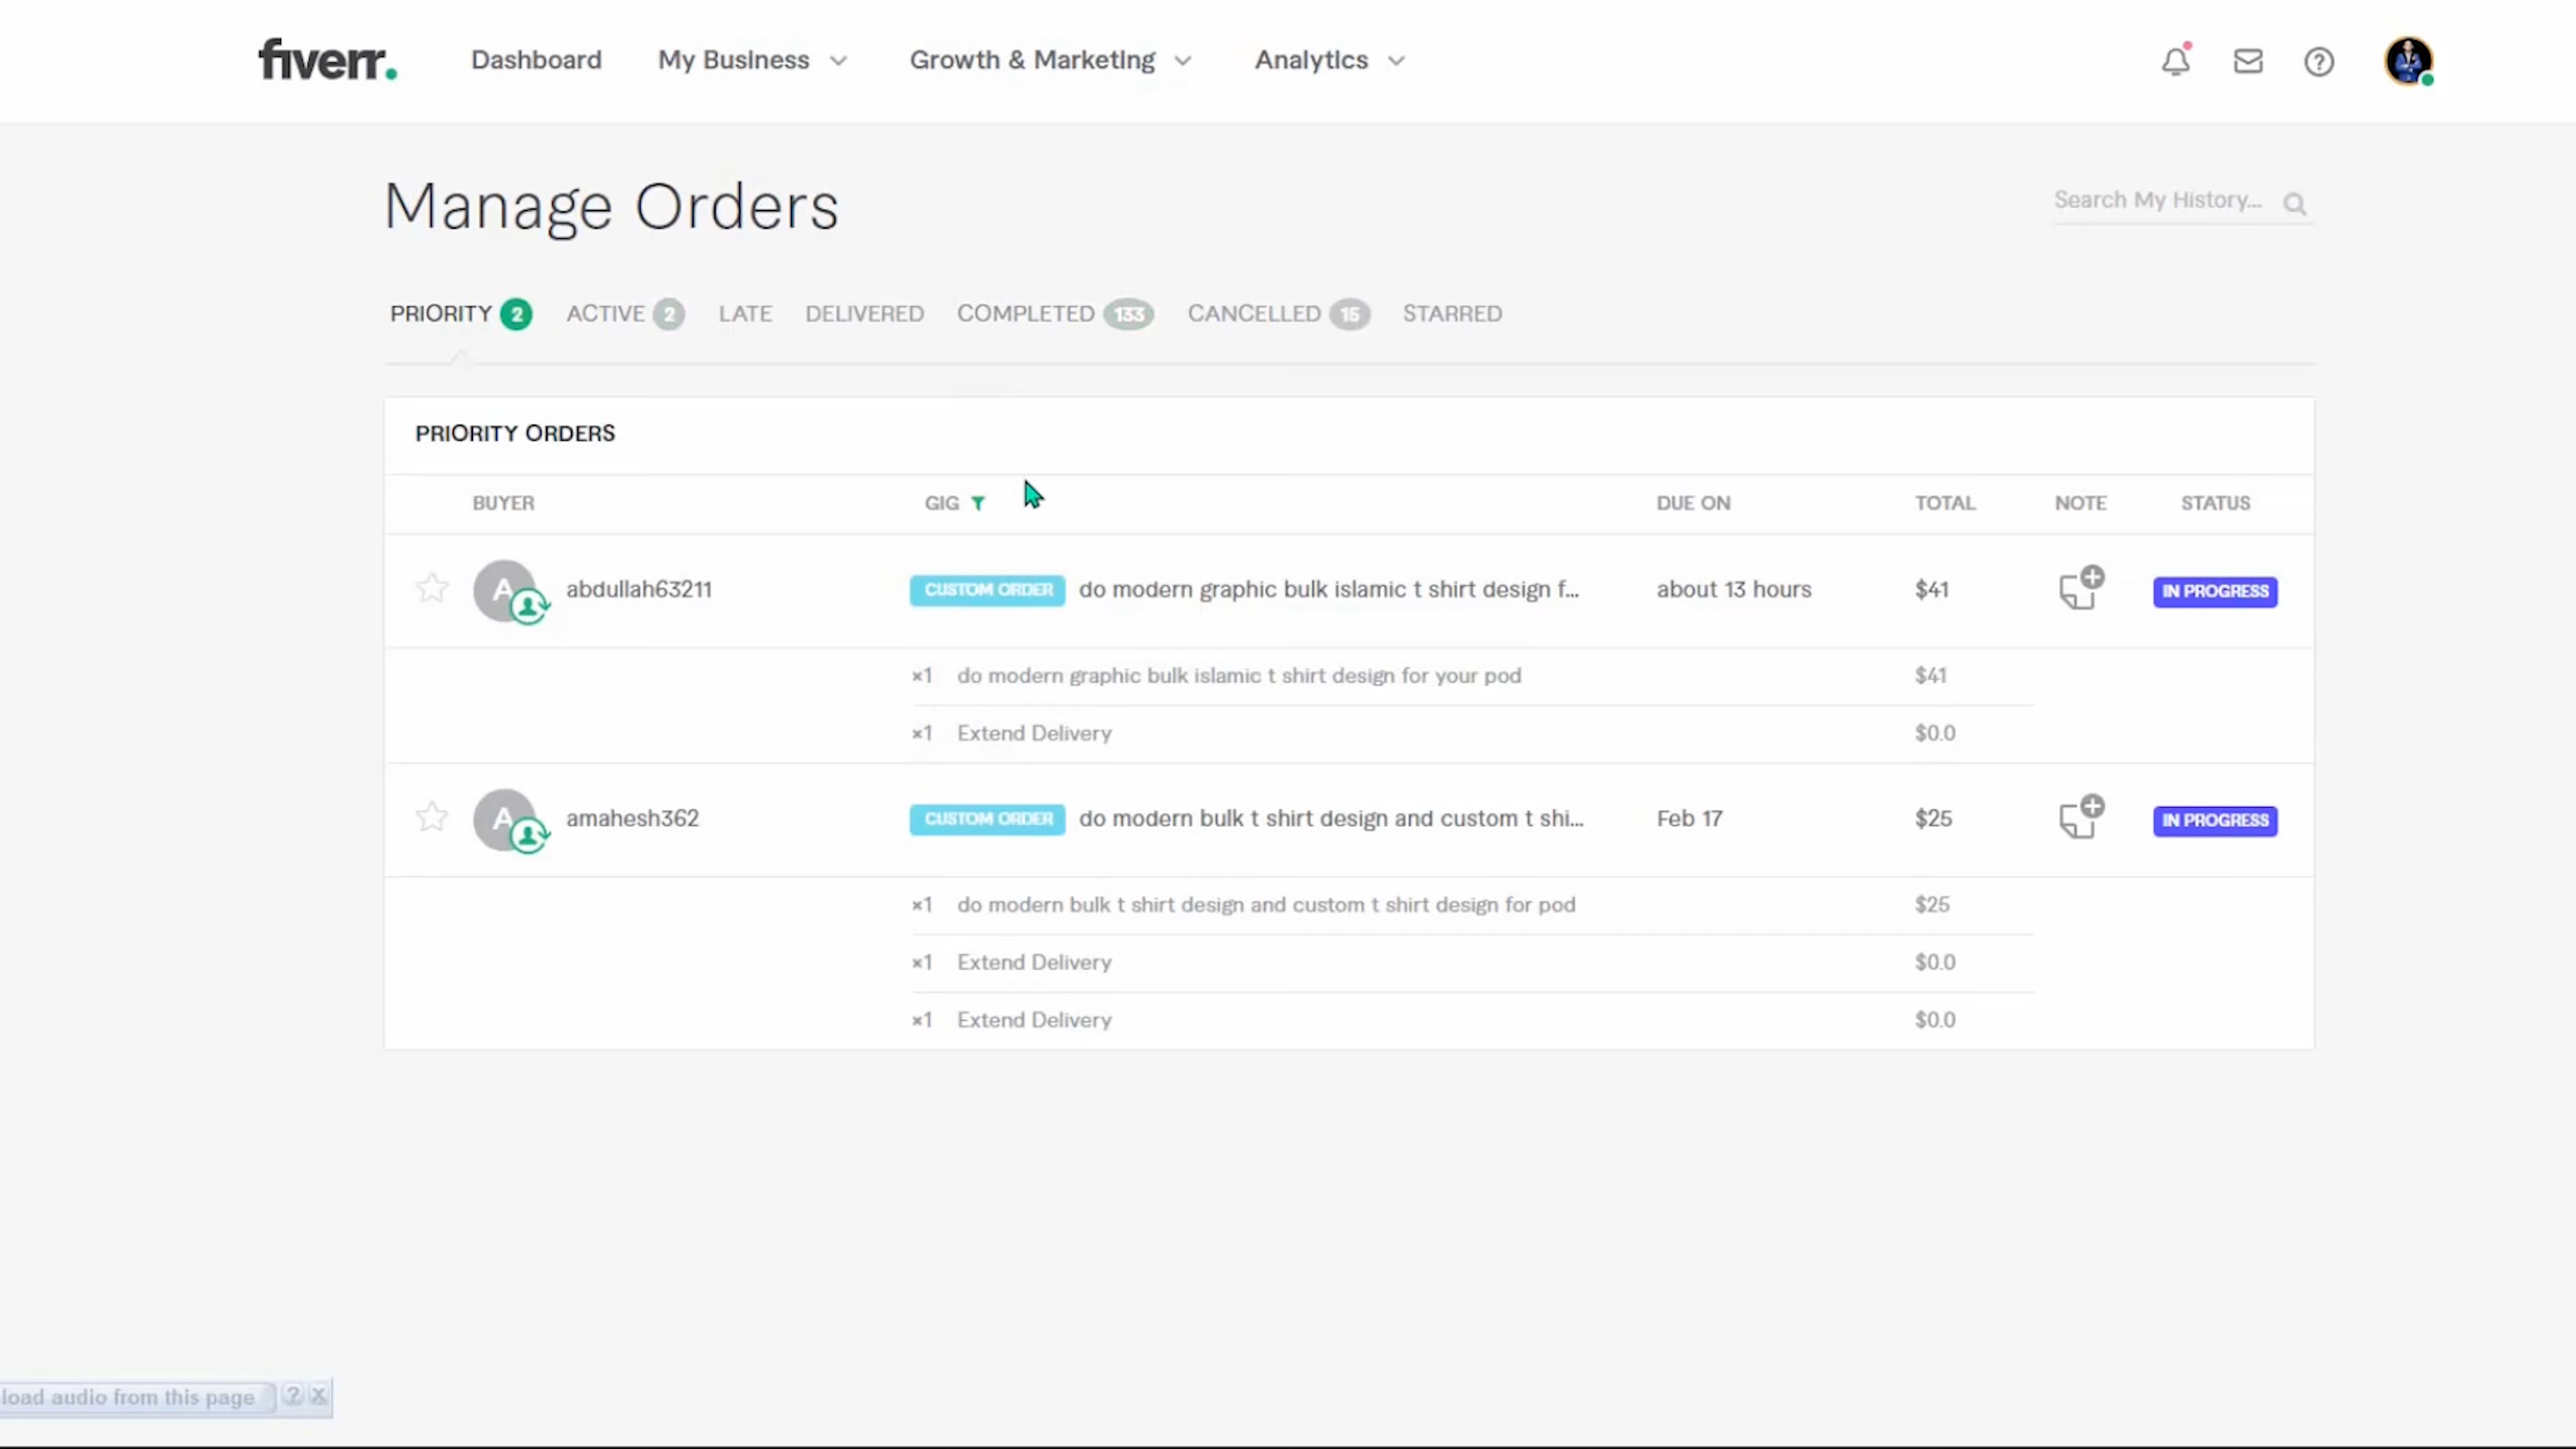 fiverr.
Dashboard
My Business
Growth & Marketing
Analytics
Manage Orders
Search My History...
PRIORITY 2
ACTIVE 2
LATE
DELIVERED
COMPLETED 133
CANCELLED 15
STARRED
PRIORITY ORDERS
BUYER GIG DUE ON TOTAL NOTE STATUS
A abdullah63211 CUSTOM ORDER do modern graphic bulk islamic t shirt design f... about 13 hours $41 IN PROGRESS
×1 do modern graphic bulk islamic t shirt design for your pod $41
×1 Extend Delivery $0.0
A amahesh362 CUSTOM ORDER do modern bulk t shirt design and custom t shi... Feb 17 $25 IN PROGRESS
×1 do modern bulk t shirt design and custom t shirt design for pod $25
×1 Extend Delivery $0.0
×1 Extend Delivery $0.0
load audio from this page ? X